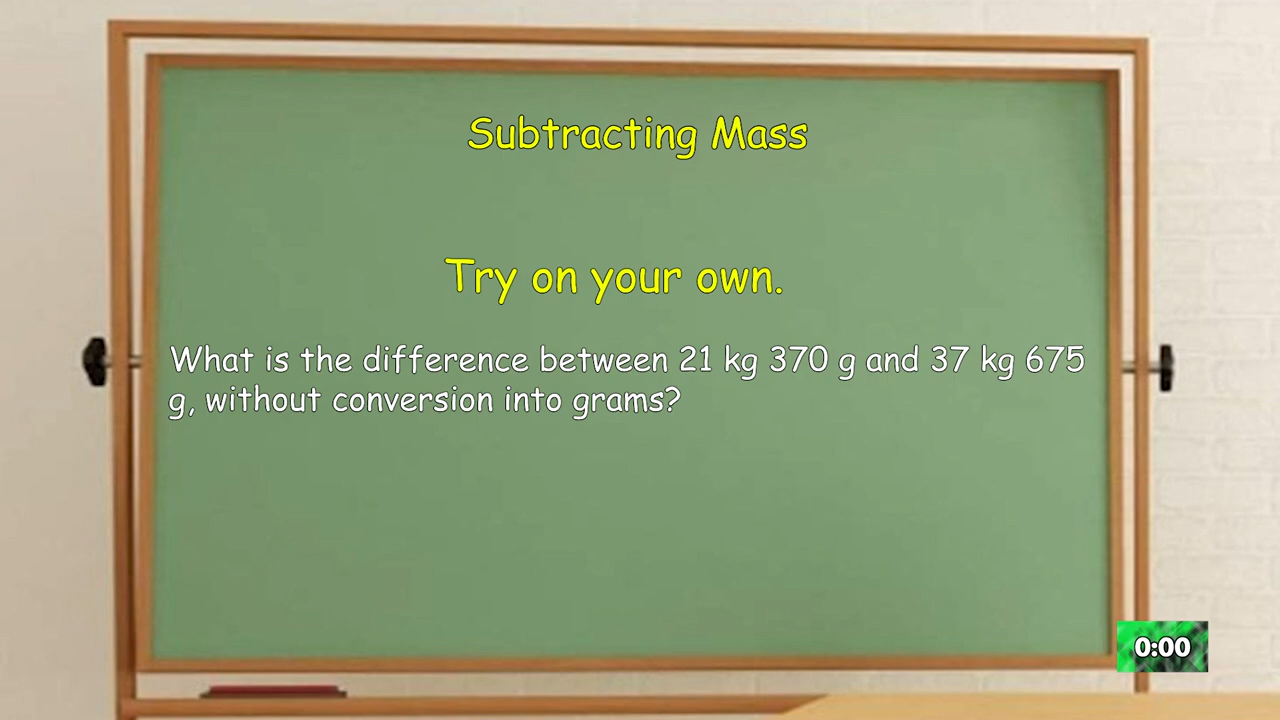 Subtracting Mass
Try on your own.
What is the difference between 21 kg 370 g and 37 kg 675
g, without conversion into grams?
0:00